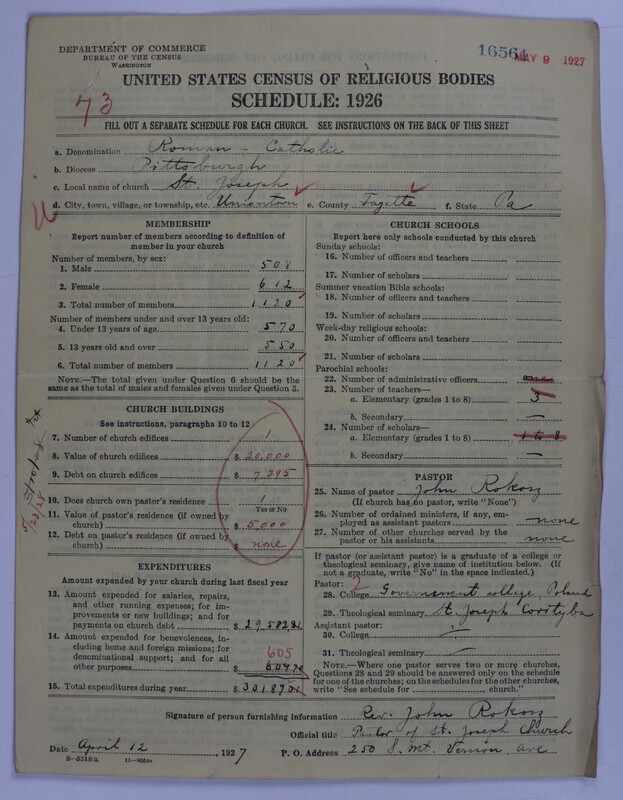 DEPARTMENT OF COMMERCE
BUREAU OF THE CENSUS
WASHINGTON
16564 MAY 9 1927
UNITED STATES CENSUS OF RELIGIOUS BODIES
SCHEDULE: 1926
73
FILL OUT A SEPARATE SCHEDULE FOR EACH CHURCH. SEE INSTRUCTIONS ON THE BACK OF THIS SHEET
a. Denomination Roman - Catholic
b. Diocese Pittsburgh
c. Local name of church St. Joseph
d. City, town, village, or township, etc. Uniontown e. County Fayette f. State Pa
MEMBERSHIP
Report number of members according to definition of
member in your church
Number of members, by sex:
1. Male 508
2. Female 612
3. Total number of members 1120
Number of members under and over 13 years old:
4. Under 13 years of age 570
5. 13 years old and over 550
6. Total number of members 1120
NOTE.—The total given under Question 6 should be
the same as the total of males and females given under Question 3.
CHURCH BUILDINGS
See instructions, paragraphs 10 to 12
7. Number of church edifices 1
8. Value of church edifices $ 20,000
9. Debt on church edifices $ 7,295
10. Does church own pastor's residence 1
Yes or No
11. Value of pastor's residence (if owned by
church) $ 5,000
12. Debt on pastor's residence (if owned by
church) $ none
EXPENDITURES
Amount expended by your church during last fiscal year
13. Amount expended for salaries, repairs,
and other running expenses; for im-
provements or new buildings; and for
payments on church debt $ 29582.
14. Amount expended for benevolences,
including home and foreign missions; for
denominational support; and for all
other purposes 605
15. Total expenditures during year $ 30187
CHURCH SCHOOLS
Report here only schools conducted by this church
Sunday schools:
16. Number of officers and teachers
17. Number of scholars
Summer vacation Bible schools:
18. Number of officers and teachers
19. Number of scholars
Week-day religious schools:
20. Number of officers and teachers
21. Number of scholars
Parochial schools:
22. Number of administrative officers one
23. Number of teachers—
a. Elementary (grades 1 to 8) 3
b. Secondary —
24. Number of scholars—
a. Elementary (grades 1 to 8) 1 to 8
b. Secondary —
PASTOR
25. Name of pastor John Rokosz
(If church has no pastor, write "None")
26. Number of ordained ministers, if any, em-
ployed as assistant pastors none
27. Number of other churches served by the
pastor or his assistants none
If pastor (or assistant pastor) is a graduate of a college or
theological seminary, give name of institution below. (If
not a graduate, write "No" in the space indicated.)
Pastor: 2
28. College Government college, Poland
29. Theological seminary St. Joseph
Assistant pastor:
30. College —
31. Theological seminary —
NOTE.—Where one pastor serves two or more churches,
Questions 28 and 29 should be answered only on the schedule
for one of the churches; on the schedules for the other churches,
write "See schedule for church."
Signature of person furnishing information Rev. John Rokosz
Official title Pastor of St. Joseph Church
Date April 12, 1927 P. O. Address 250 S. Mt. Vernon Ave